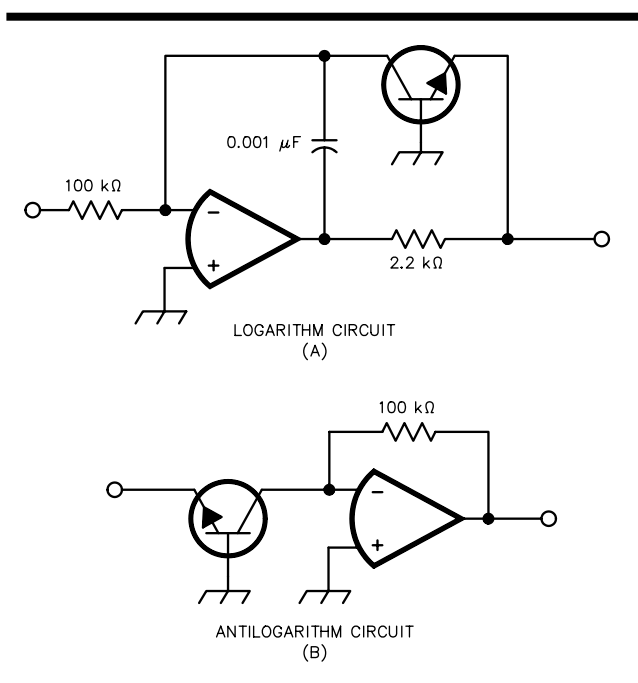 0.001 μF
100 kΩ
−
+
2.2 kΩ
LOGARITHM CIRCUIT
(A)
100 kΩ
−
+
ANTILOGARITHM CIRCUIT
(B)